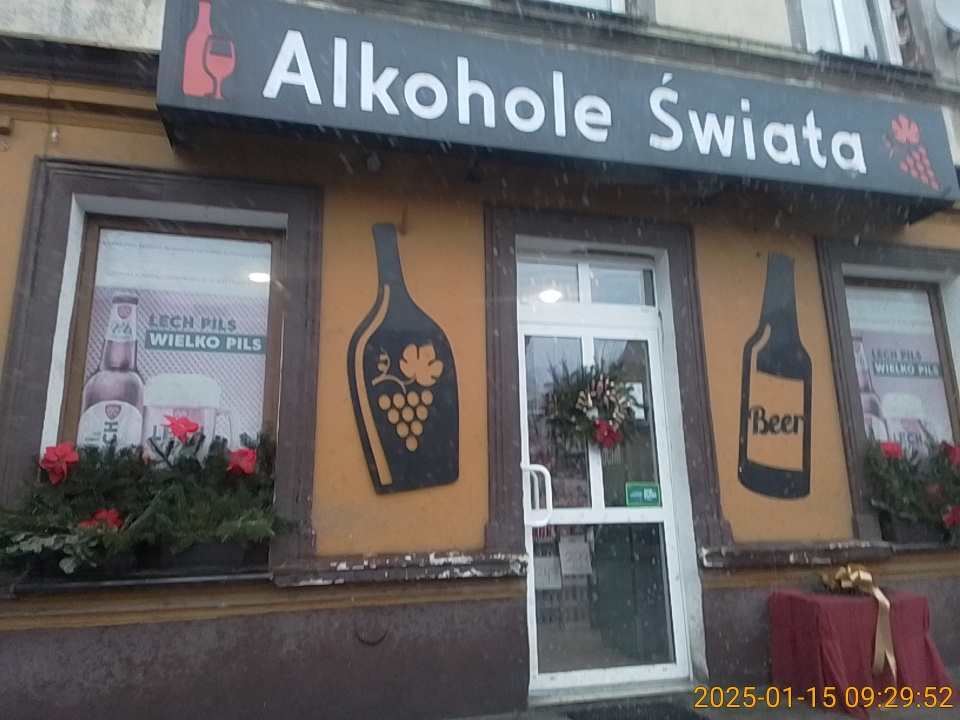 Alkohole Świata
LECH PILS
WIELKO PILS
LECH PILS
WIELKO PILS
Beer
2025-01-15 09:29:52